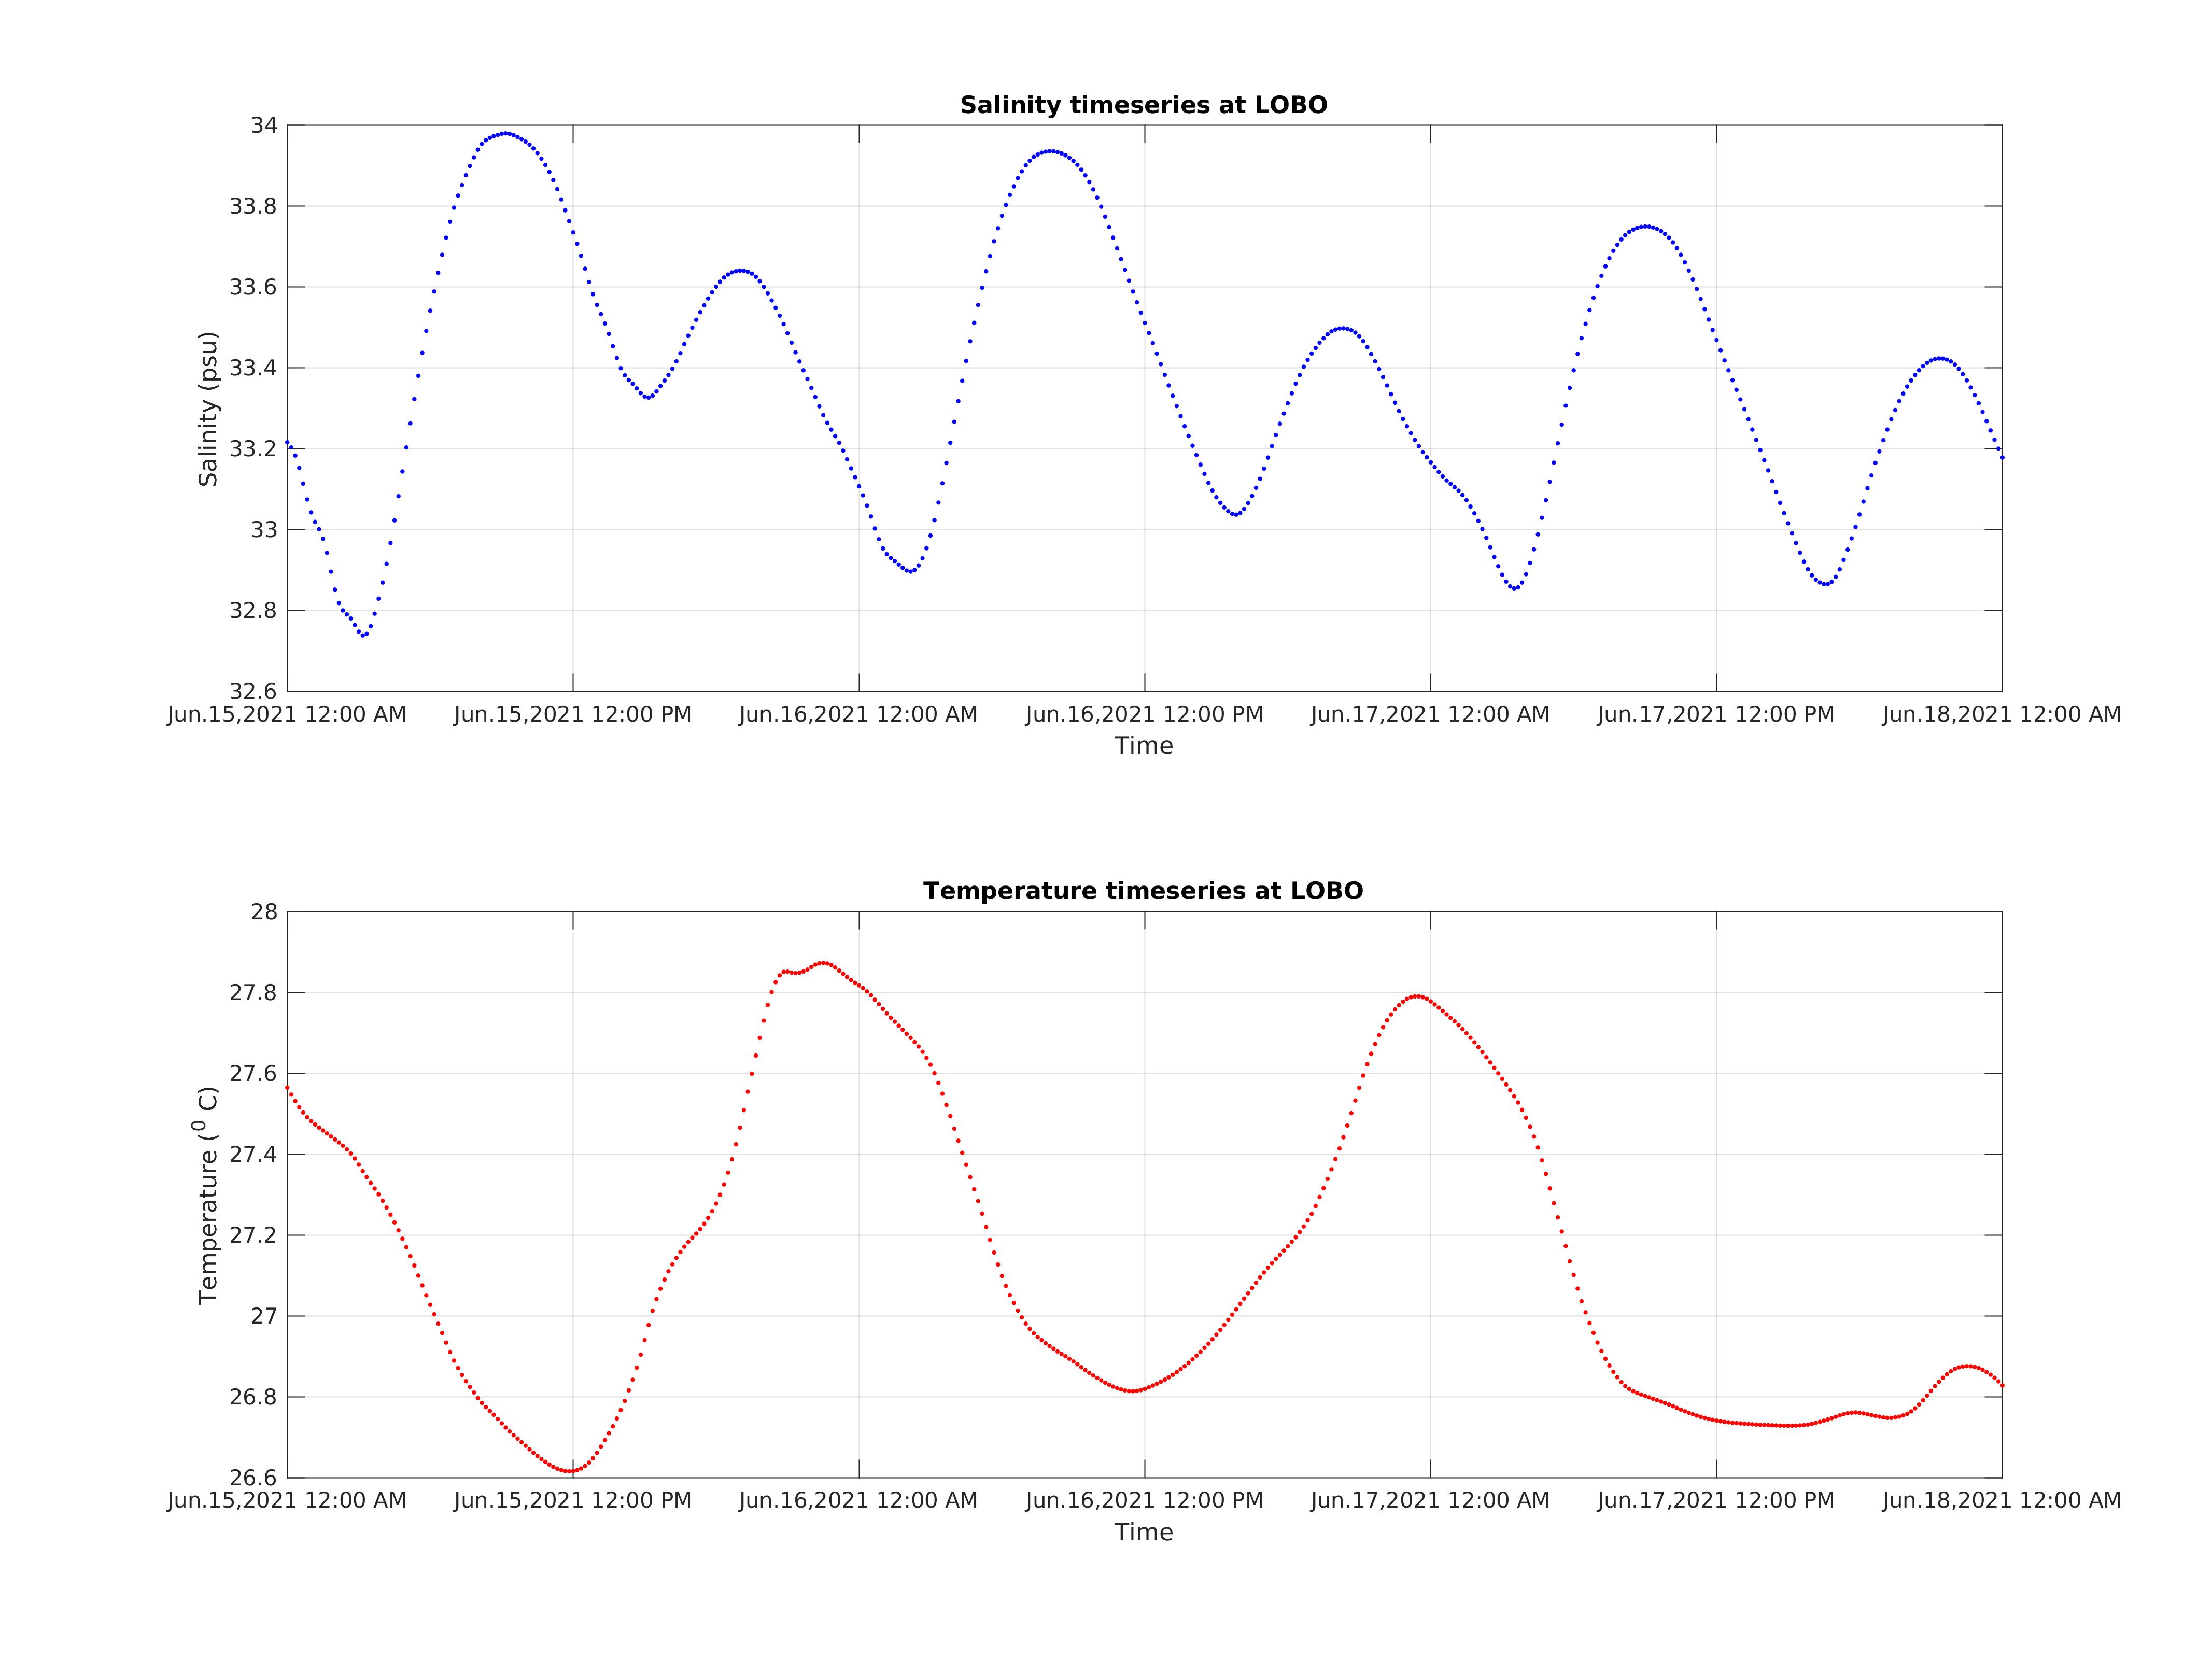 Salinity timeseries at LOBO
34
33.8
33.6
33.4
33.2
33
32.8
32.6
Salinity (psu)
Jun.15,2021 12:00 AM Jun.15,2021 12:00 PM Jun.16,2021 12:00 AM Jun.16,2021 12:00 PM Jun.17,2021 12:00 AM Jun.17,2021 12:00 PM Jun.18,2021 12:00 AM
Time
Temperature timeseries at LOBO
28
27.8
27.6
27.4
27.2
27
26.8
26.6
Temperature (⁰ C)
Jun.15,2021 12:00 AM Jun.15,2021 12:00 PM Jun.16,2021 12:00 AM Jun.16,2021 12:00 PM Jun.17,2021 12:00 AM Jun.17,2021 12:00 PM Jun.18,2021 12:00 AM
Time